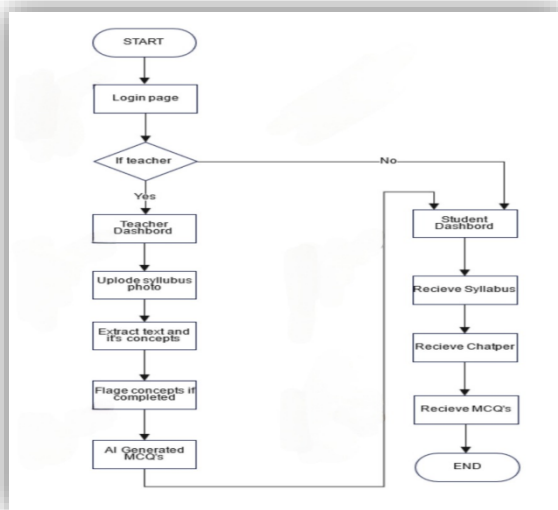 START
Login page
If teacher
No
Yes
Teacher
Dashbord
Uplode syllubus
photo
Extract text and
it's concepts
Flage concepts if
completed
AI Generated
MCQ's
Student
Dashbord
Recieve Syllabus
Recieve Chatper
Recieve MCQ's
END